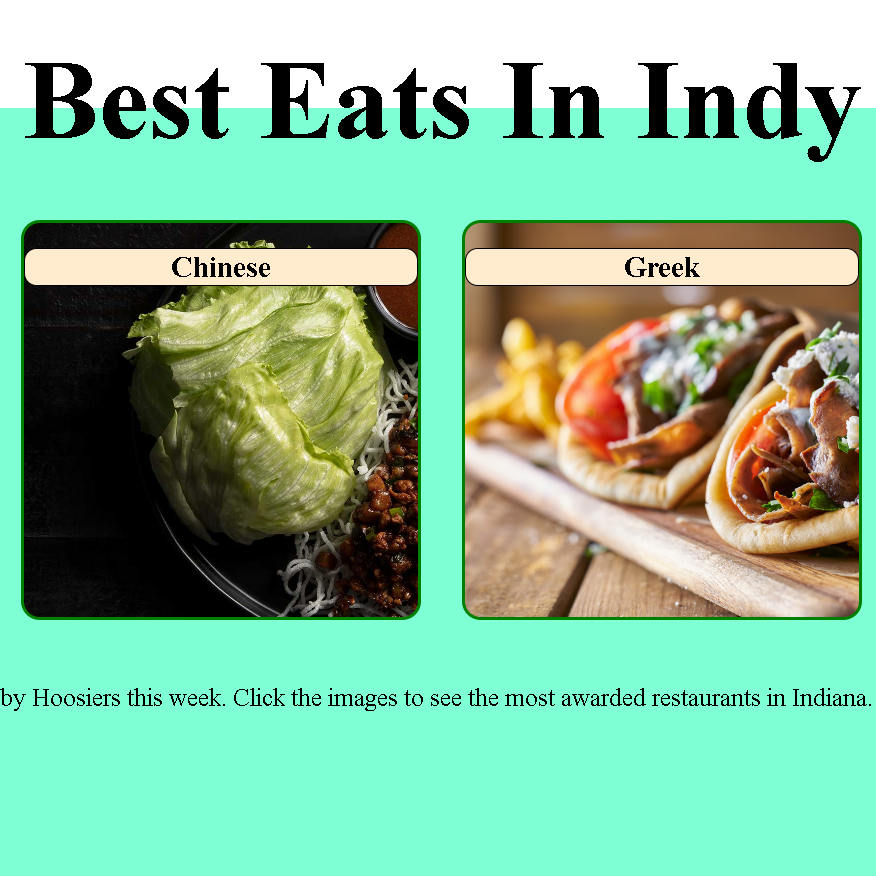 Best Eats In Indy
Chinese
Greek
by Hoosiers this week. Click the images to see the most awarded restaurants in Indiana.